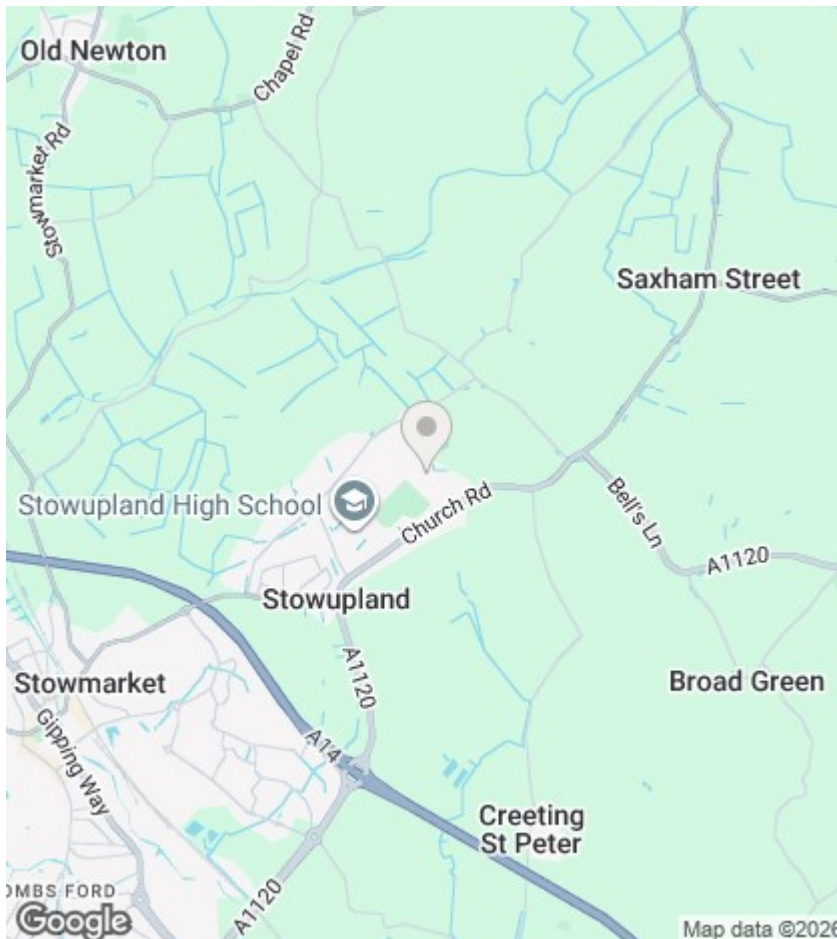 Old Newton
Chapel Rd
Stowmarket Rd
Saxham Street
Stowupland High School
Church Rd
Bell's Ln
A1120
Stowupland
Stowmarket
A1120
Broad Green
Gipping Way
A14
Creeting
St Peter
A1120
OMBS FORD
Google
Map data ©2026